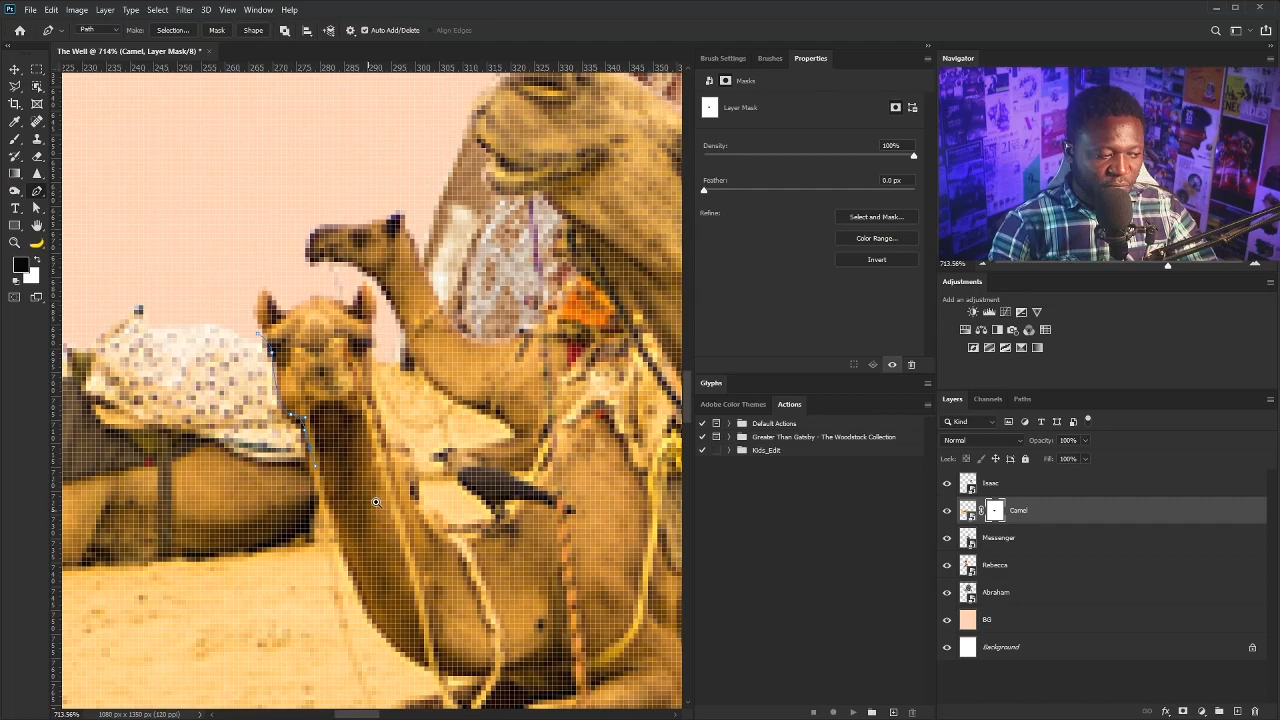 Ps File Edit Image Layer Type Select Filter 3D View Window Help
Path Make: Selection... Mask Shape Auto Add/Delete Align Edges
The Well @ 714% (Camel, Layer Mask/8) *
Brush Settings Brushes Properties
Masks
Layer Mask
Density: 100%
Feather: 0.0 px
Refine: Select and Mask...
Color Range...
Invert
Glyphs
Adobe Color Themes Actions
Default Actions
Greater Than Gatsby - The Woodstock Collection
Kids_Edit
Navigator
713.56%
Adjustments
Add an adjustment
Layers Channels Paths
Kind
Normal Opacity: 100%
Lock: Fill: 100%
Isaac
Camel
Messenger
Rebecca
Abraham
BG
Background
713.56% 1080 px x 1350 px (120 ppi)